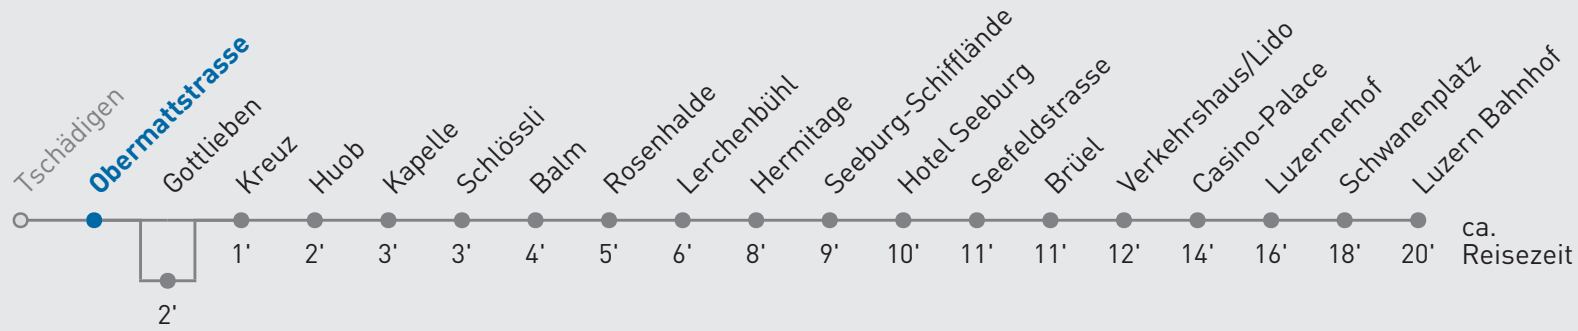 Tschädigen
Obermattstrasse
Gottlieben
Kreuz
Huob
Kapelle
Schlössli
Balm
Rosenhalde
Lerchenbühl
Hermitage
Seeburg-Schifflände
Hotel Seeburg
Seefeldstrasse
Brüel
Verkehrshaus/Lido
Casino-Palace
Luzernerhof
Schwanenplatz
Luzern Bahnhof
1' 2' 3' 3' 4' 5' 6' 8' 9' 10' 11' 11' 12' 14' 16' 18' 20'
ca.
Reisezeit
2'